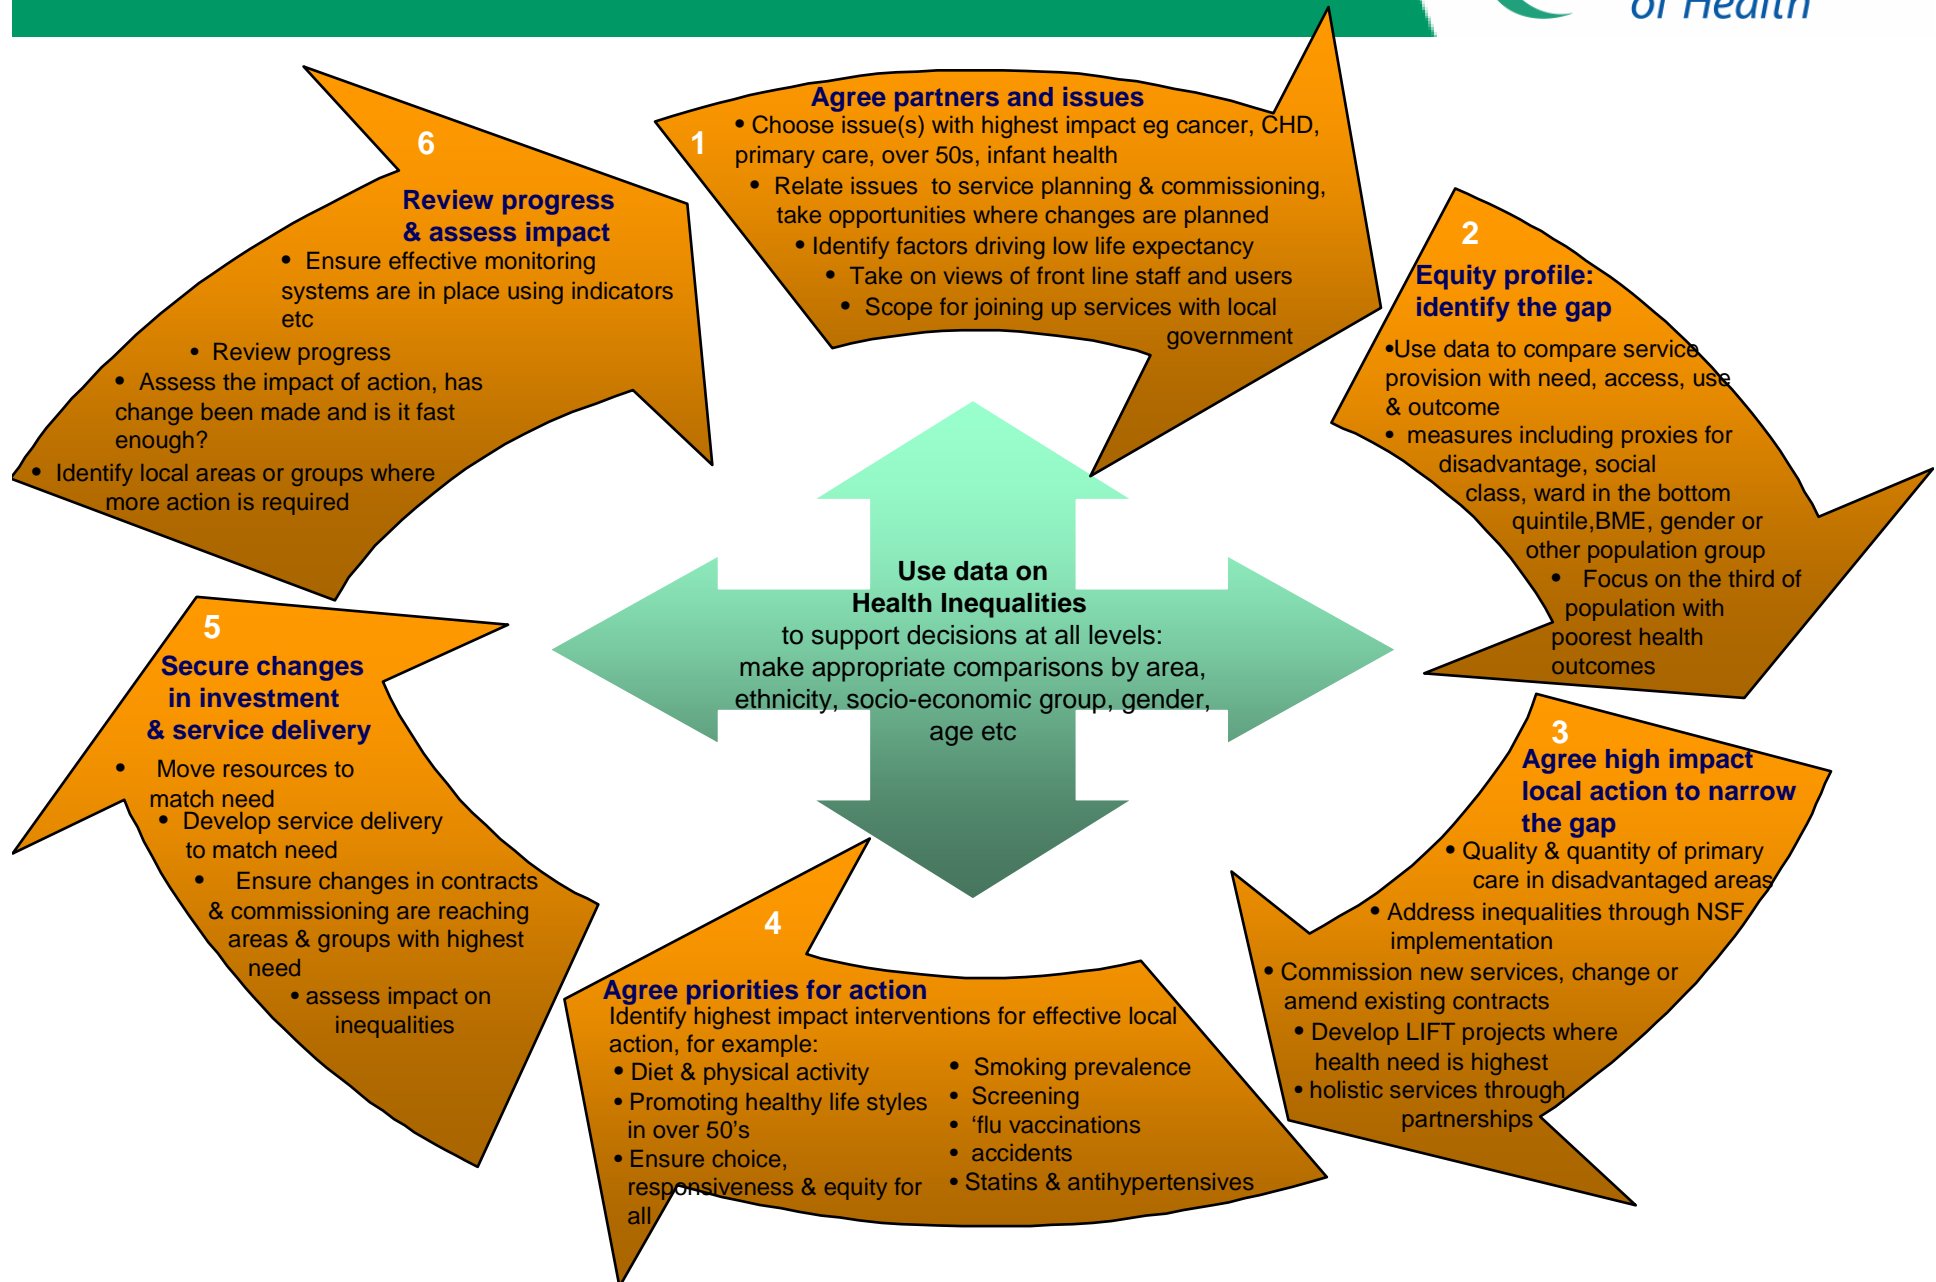 of Health
1
Agree partners and issues
• Choose issue(s) with highest impact eg cancer, CHD,
primary care, over 50s, infant health
• Relate issues to service planning & commissioning,
take opportunities where changes are planned
• Identify factors driving low life expectancy
• Take on views of front line staff and users
• Scope for joining up services with local
government
2
Equity profile:
identify the gap
•Use data to compare service
provision with need, access, use
& outcome
• measures including proxies for
disadvantage, social
class, ward in the bottom
quintile,BME, gender or
other population group
• Focus on the third of
population with
poorest health
outcomes
3
Agree high impact
local action to narrow
the gap
• Quality & quantity of primary
care in disadvantaged areas
• Address inequalities through NSF
implementation
• Commission new services, change or
amend existing contracts
• Develop LIFT projects where
health need is highest
• holistic services through
partnerships
4
Agree priorities for action
Identify highest impact interventions for effective local
action, for example:
• Diet & physical activity
• Promoting healthy life styles
in over 50's
• Ensure choice,
responsiveness & equity for
all
• Smoking prevalence
• Screening
• ‘flu vaccinations
• accidents
• Statins & antihypertensives
5
Secure changes
in investment
& service delivery
• Move resources to
match need
• Develop service delivery
to match need
• Ensure changes in contracts
& commissioning are reaching
areas & groups with highest
need
• assess impact on
inequalities
6
Review progress
& assess impact
• Ensure effective monitoring
systems are in place using indicators
etc
• Review progress
• Assess the impact of action, has
change been made and is it fast
enough?
• Identify local areas or groups where
more action is required
Use data on
Health Inequalities
to support decisions at all levels:
make appropriate comparisons by area,
ethnicity, socio-economic group, gender,
age etc